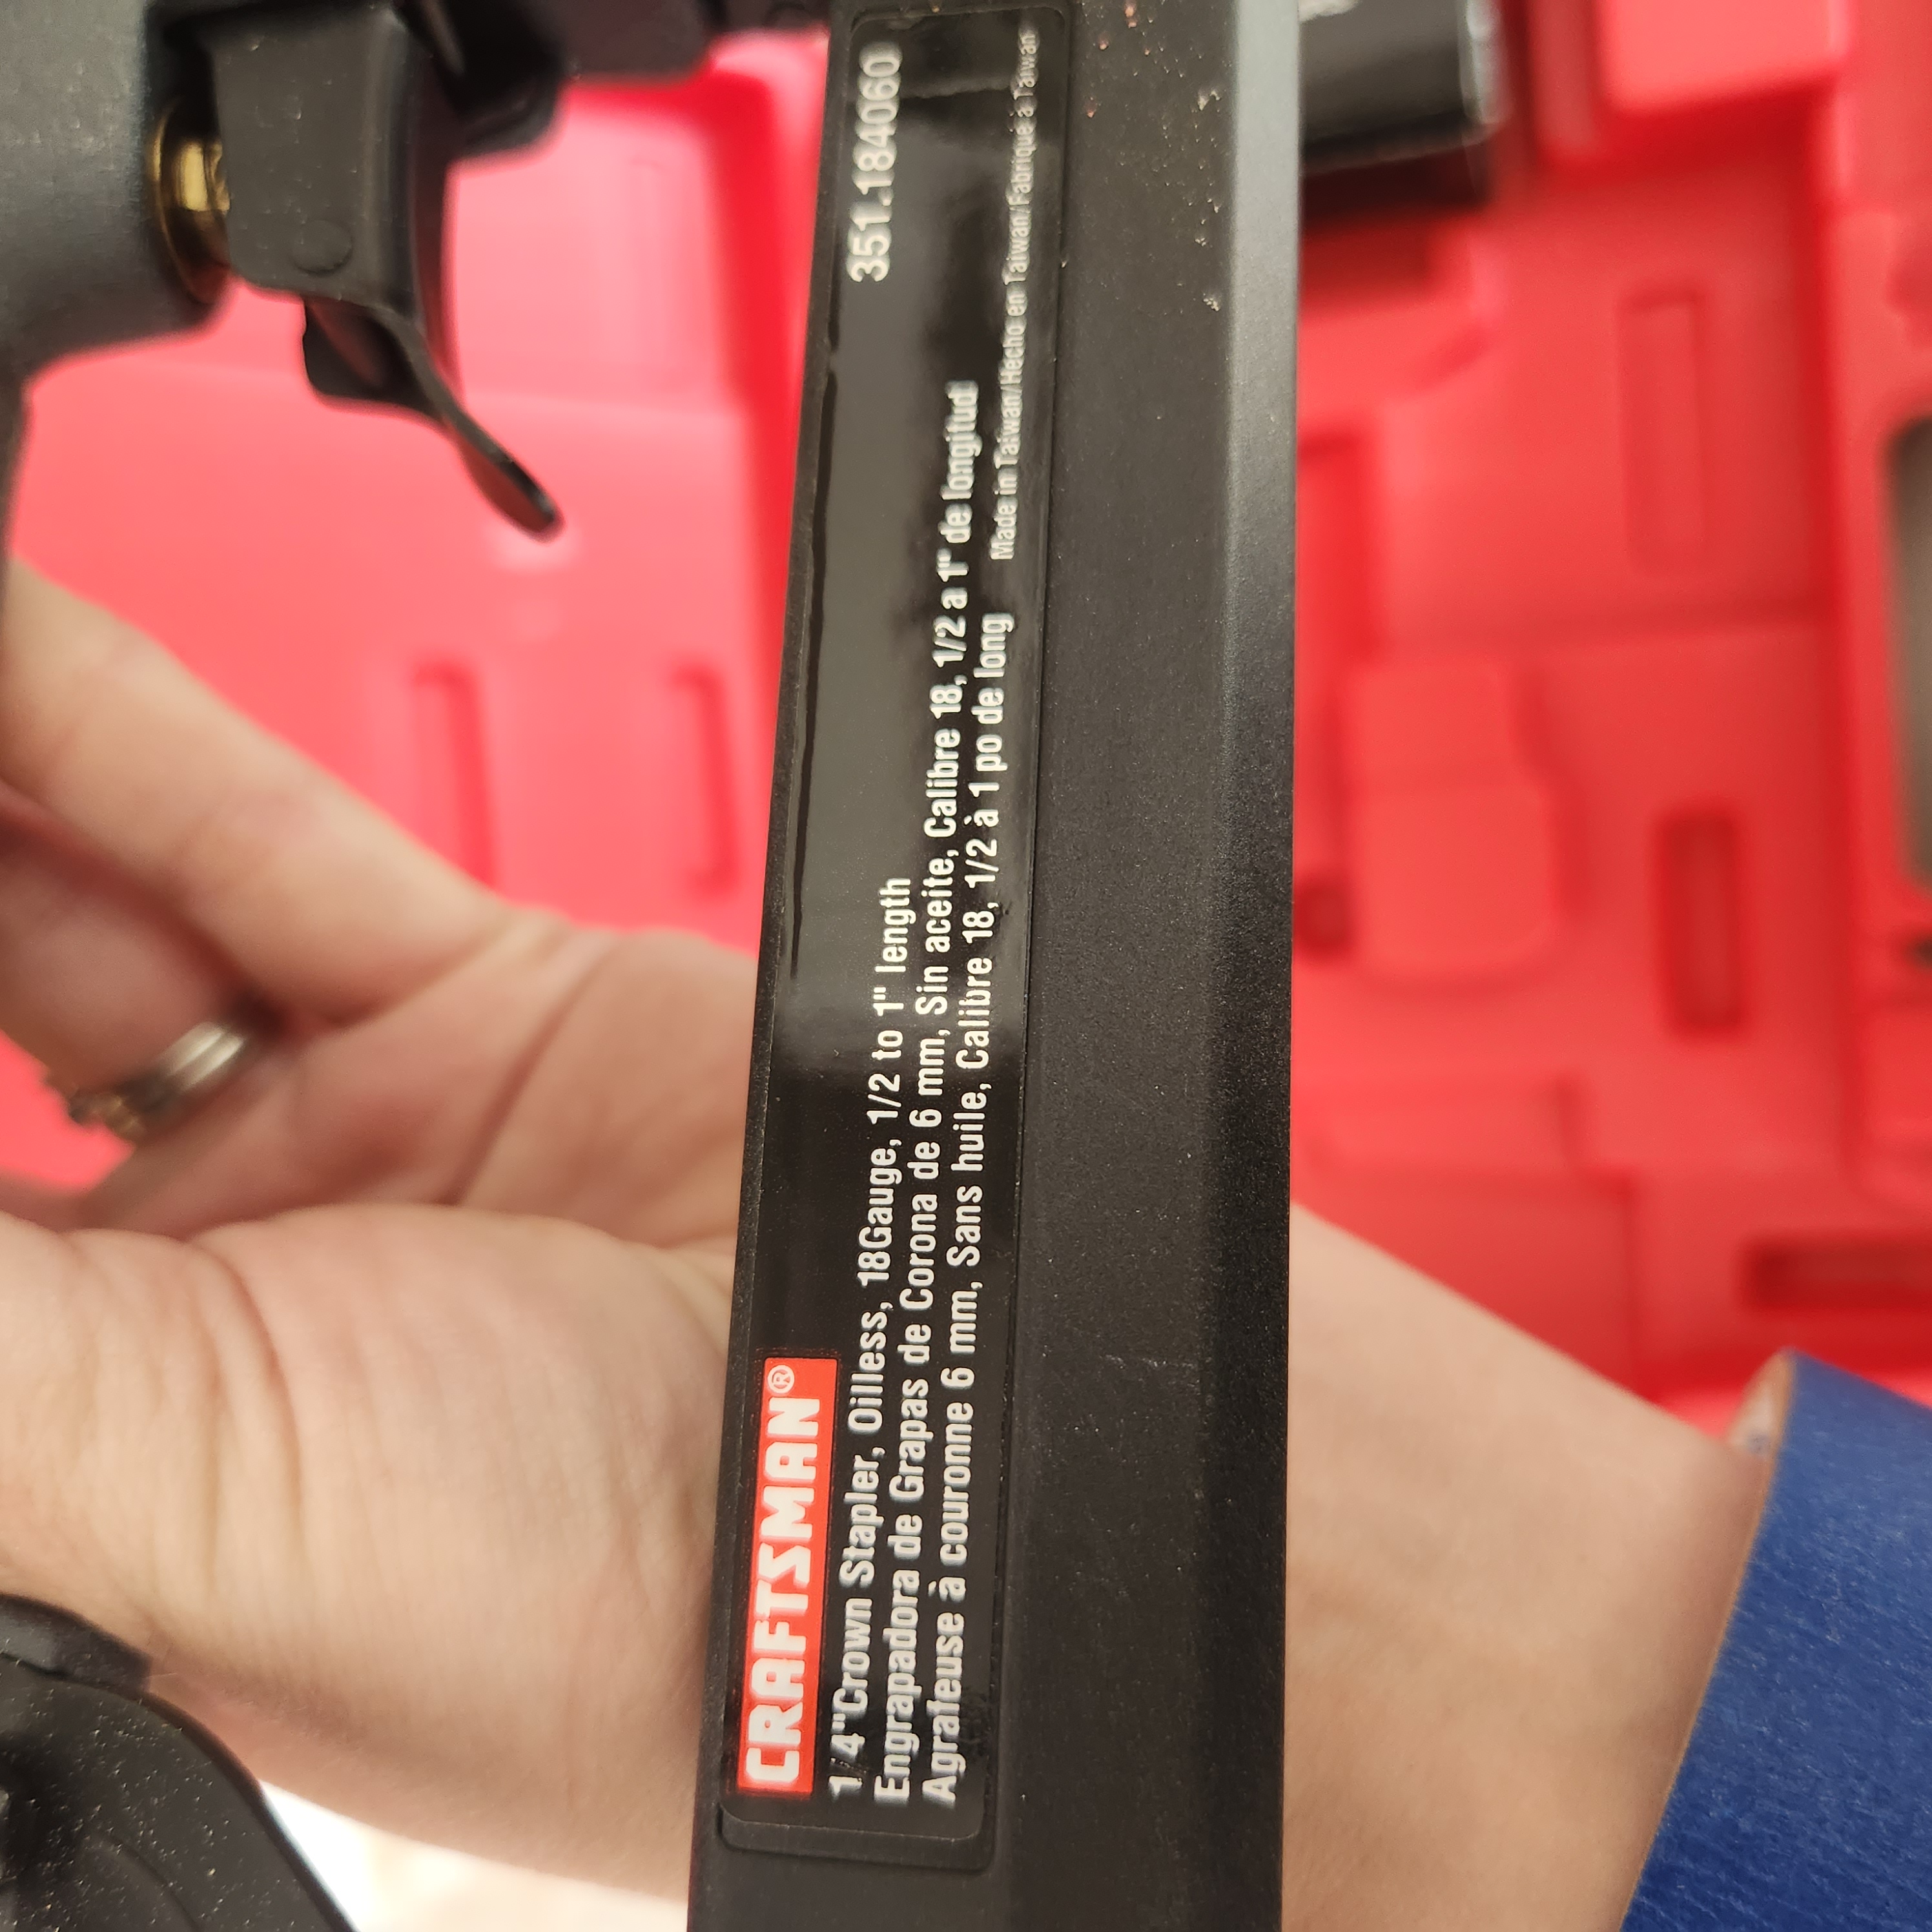 CRAFTSMAN®
351.184060
1/4"Crown Stapler, Oilless, 18Gauge, 1/2 to 1" length
Engrapadora de Grapas de Corona de 6 mm, Sin aceite, Calibre 18, 1/2 a 1" de longitud
Agrafeuse à couronne 6 mm, Sans huile, Calibre 18, 1/2 à 1 po de long
Made in Taiwan/Hecho en Taiwan/Fabriqué à Taiwan